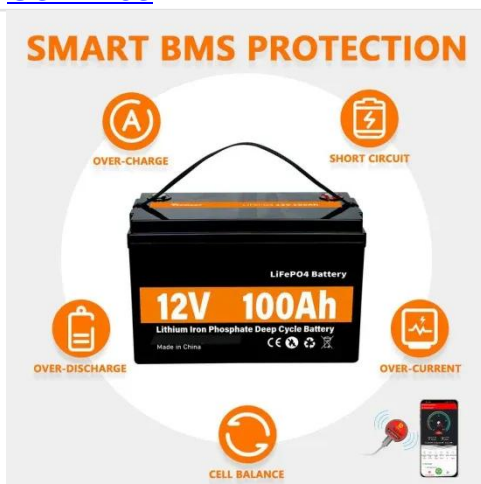 SMART BMS PROTECTION
OVER-CHARGE
SHORT CIRCUIT
LiFePO4 Battery
12V 100Ah
Lithium Iron Phosphate Deep Cycle Battery
Made in China
CE
OVER-DISCHARGE
OVER-CURRENT
CELL BALANCE